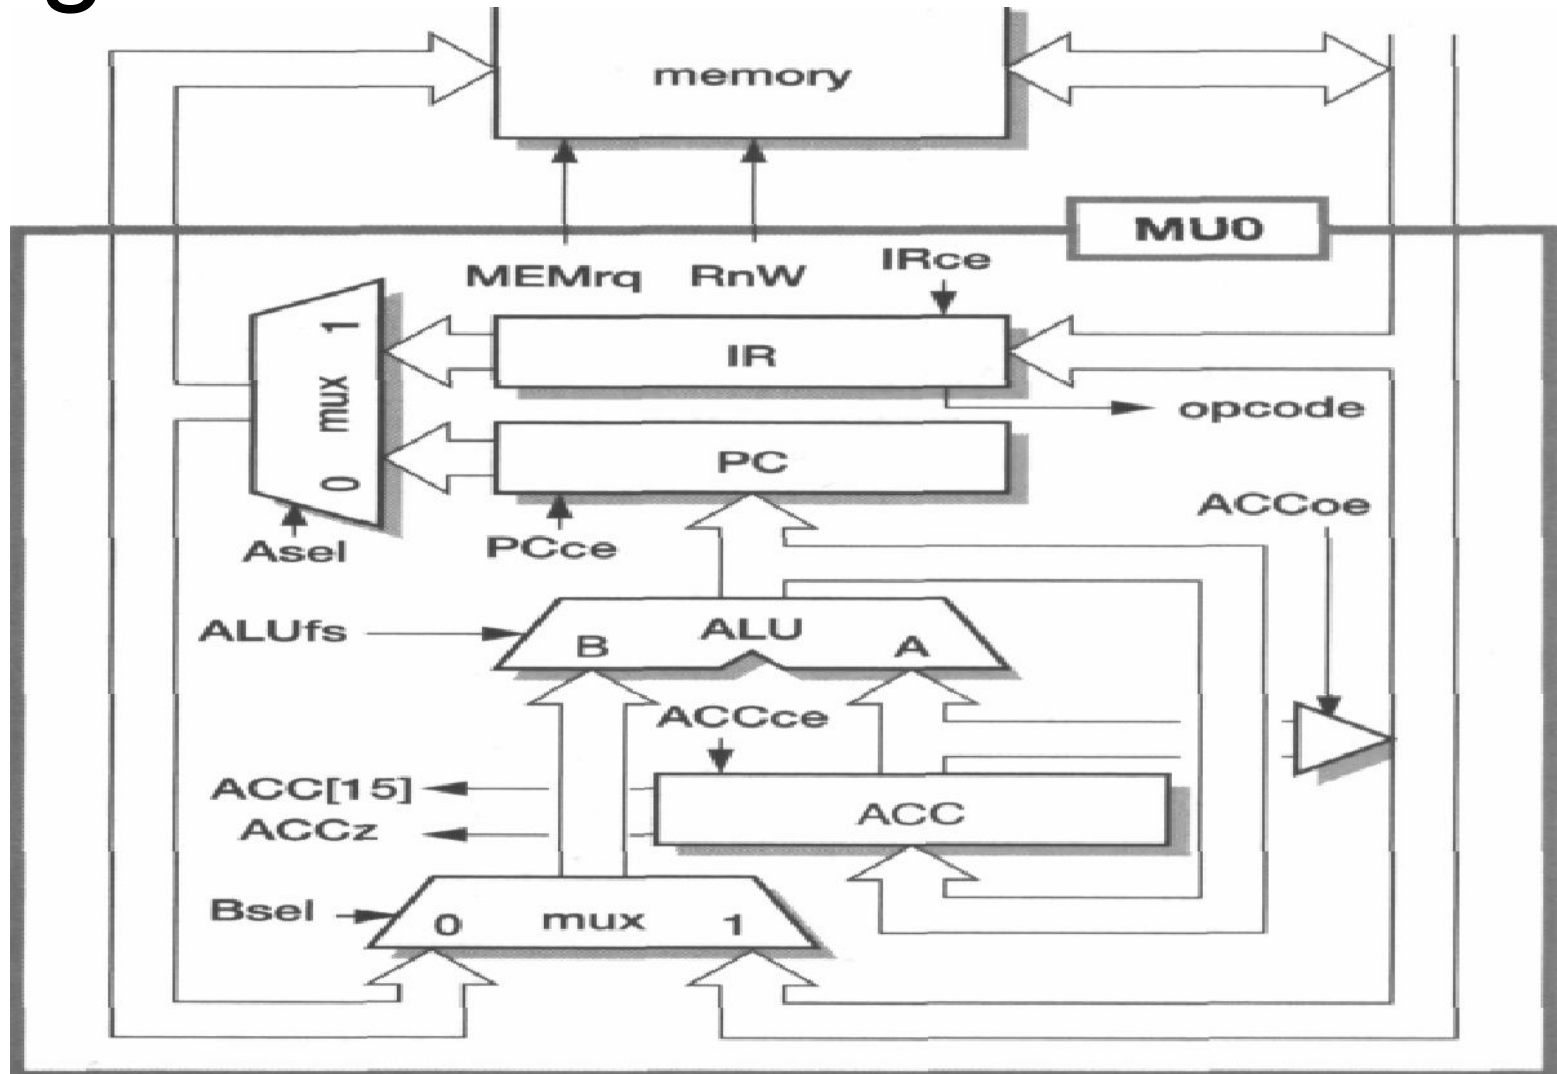 memory
MU0
MEMrq
RnW
IRce
mux 1
0
IR
opcode
PC
Asel
PCce
ACCoe
ALUfs
B
ALU
A
ACCce
ACC[15]
ACCz
ACC
Bsel
0 mux 1